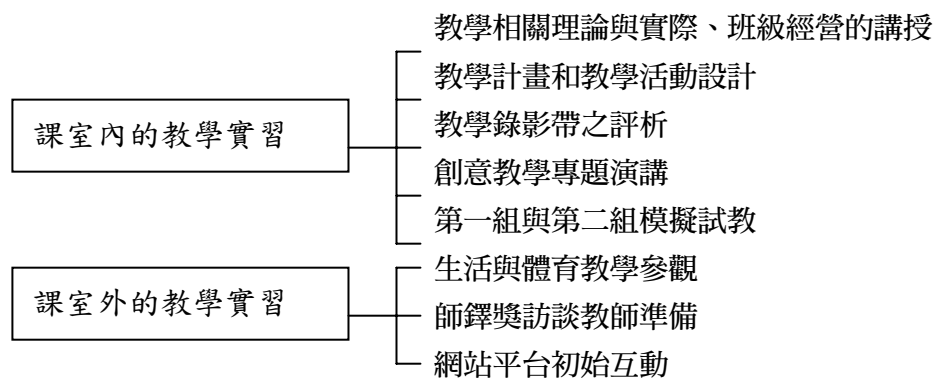 教學相關理論與實際、班級經營的講授
教學計畫和教學活動設計
課室內的教學實習
教學錄影帶之評析
創意教學專題演講
第一組與第二組模擬試教
生活與體育教學參觀
課室外的教學實習
師鐸獎訪談教師準備
網站平台初始互動